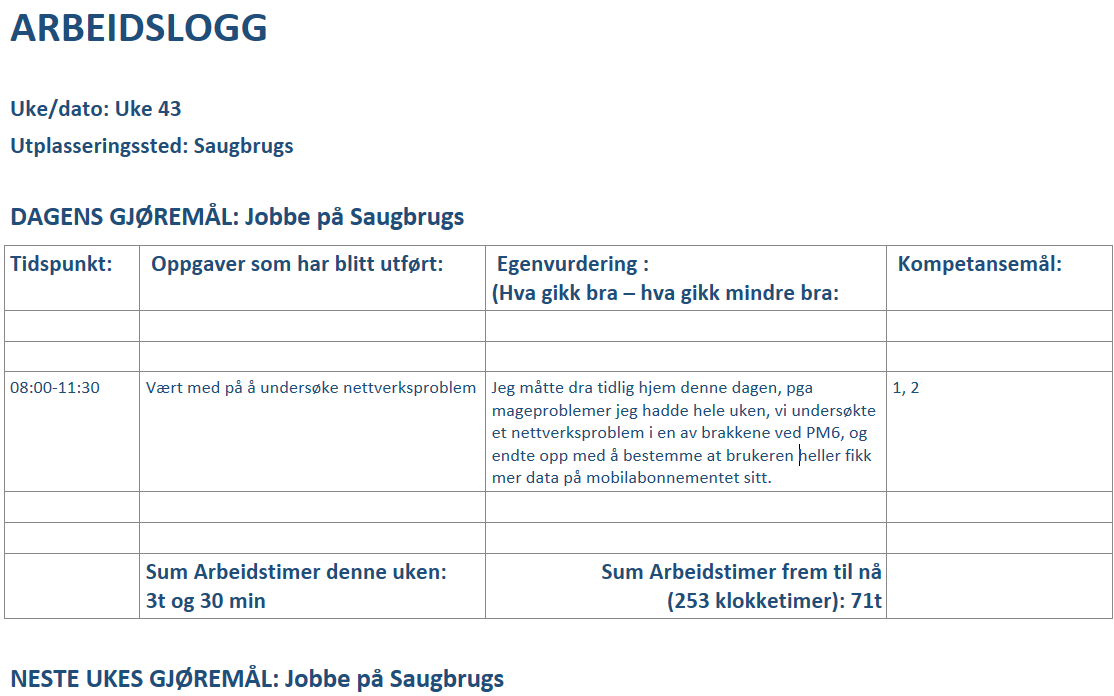 ARBEIDSLOGG
Uke/dato: Uke 43
Utplasseringssted: Saugbrugs
DAGENS GJØREMÅL: Jobbe på Saugbrugs
Tidspunkt:
Oppgaver som har blitt utført:
Egenvurdering :
(Hva gikk bra – hva gikk mindre bra:
Kompetansemål:
08:00-11:30
Vært med på å undersøke nettverksproblem
Jeg måtte dra tidlig hjem denne dagen, pga
mageproblemer jeg hadde hele uken, vi undersøkte
et nettverksproblem i en av brakkene ved PM6, og
endte opp med å bestemme at brukeren heller fikk
mer data på mobilabonnementet sitt.
1, 2
Sum Arbeidstimer denne uken:
3t og 30 min
Sum Arbeidstimer frem til nå
(253 klokketimer): 71t
NESTE UKES GJØREMÅL: Jobbe på Saugbrugs